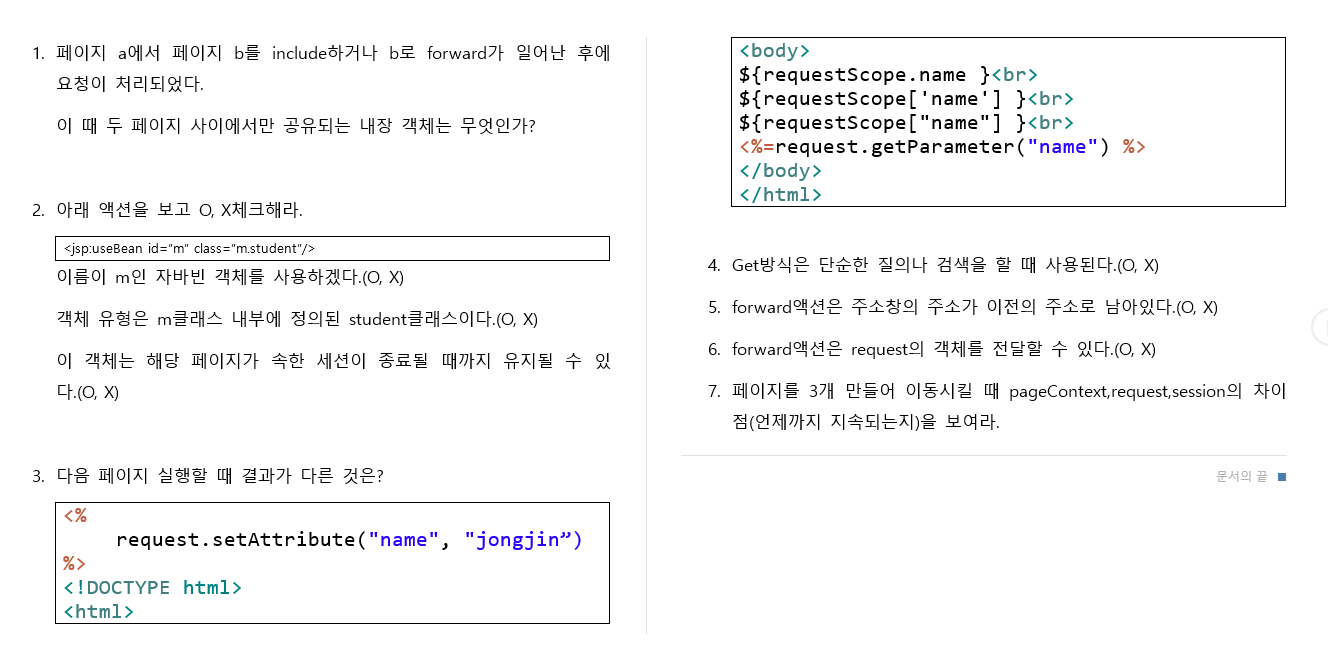 1. 페이지 a에서 페이지 b를 include하거나 b로 forward가 일어난 후에
요청이 처리되었다.
이 때 두 페이지 사이에서만 공유되는 내장 객체는 무엇인가?
2. 아래 액션을 보고 O, X체크해라.
<jsp:useBean id="m" class="m.student"/>
이름이 m인 자바빈 객체를 사용하겠다.(O, X)
객체 유형은 m클래스 내부에 정의된 student클래스이다.(O, X)
이 객체는 해당 페이지가 속한 세션이 종료될 때까지 유지될 수 있
다.(O, X)
3. 다음 페이지 실행할 때 결과가 다른 것은?
<%
request.setAttribute("name", "jongjin”)
%>
<!DOCTYPE html>
<html>
<body>
${requestScope.name }<br>
${requestScope['name'] }<br>
${requestScope["name"] }<br>
<%=request.getParameter("name") %>
</body>
</html>
4. Get방식은 단순한 질의나 검색을 할 때 사용된다.(O, X)
5. forward액션은 주소창의 주소가 이전의 주소로 남아있다.(O, X)
6. forward액션은 request의 객체를 전달할 수 있다.(O, X)
7. 페이지를 3개 만들어 이동시킬 때 pageContext,request,session의 차이
점(언제까지 지속되는지)을 보여라.
문서의 끝